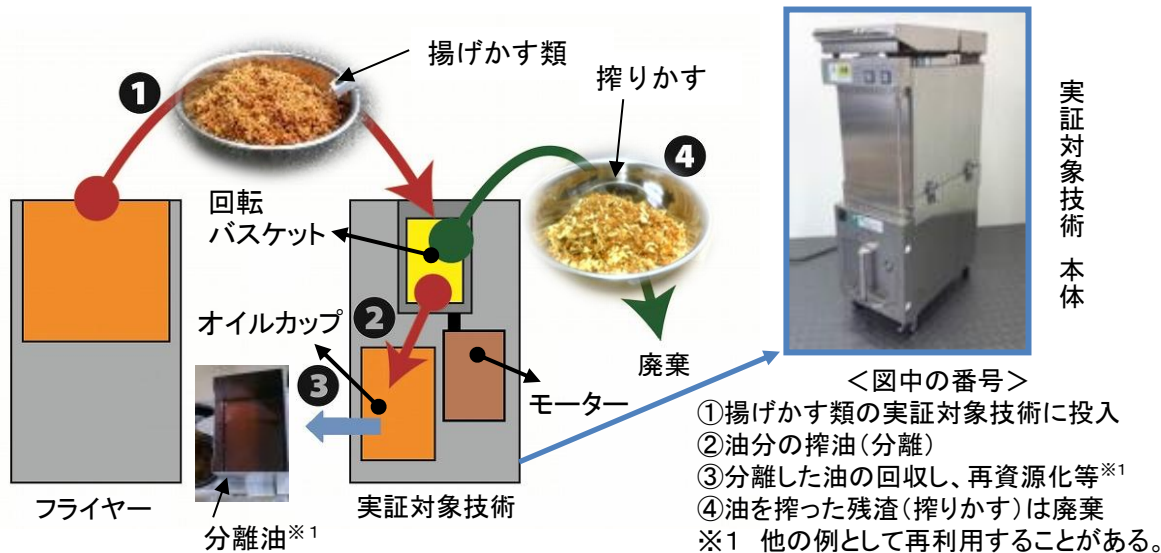 揚げかす類
❶
搾りかす
❹
回転
バスケット
オイルカップ
❷
❸
モーター
廃棄
フライヤー
実証対象技術
分離油※1
実証対象技術 本体
<図中の番号>
①揚げかす類の実証対象技術に投入
②油分の搾油(分離)
③分離した油の回収し、再資源化等※1
④油を搾った残渣(搾りかす)は廃棄
※1 他の例として再利用することがある。